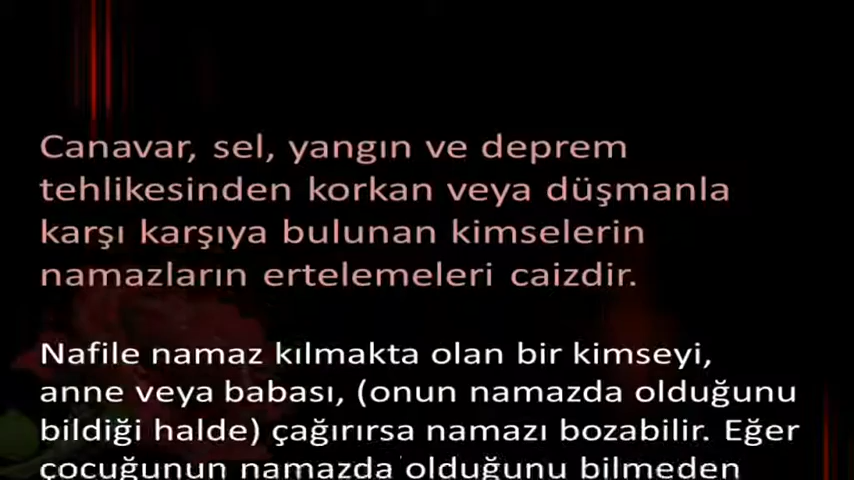 Canavar, sel, yangın ve deprem
tehlikesinden korkan veya düşmanla
karşı karşıya bulunan kimselerin
namazların ertelemeleri caizdir.
Nafile namaz kılmakta olan bir kimseyi,
anne veya babası, (onun namazda olduğunu
bildiği halde) çağırırsa namazı bozabilir. Eğer
çocuğunun namazda olduğunu bilmeden